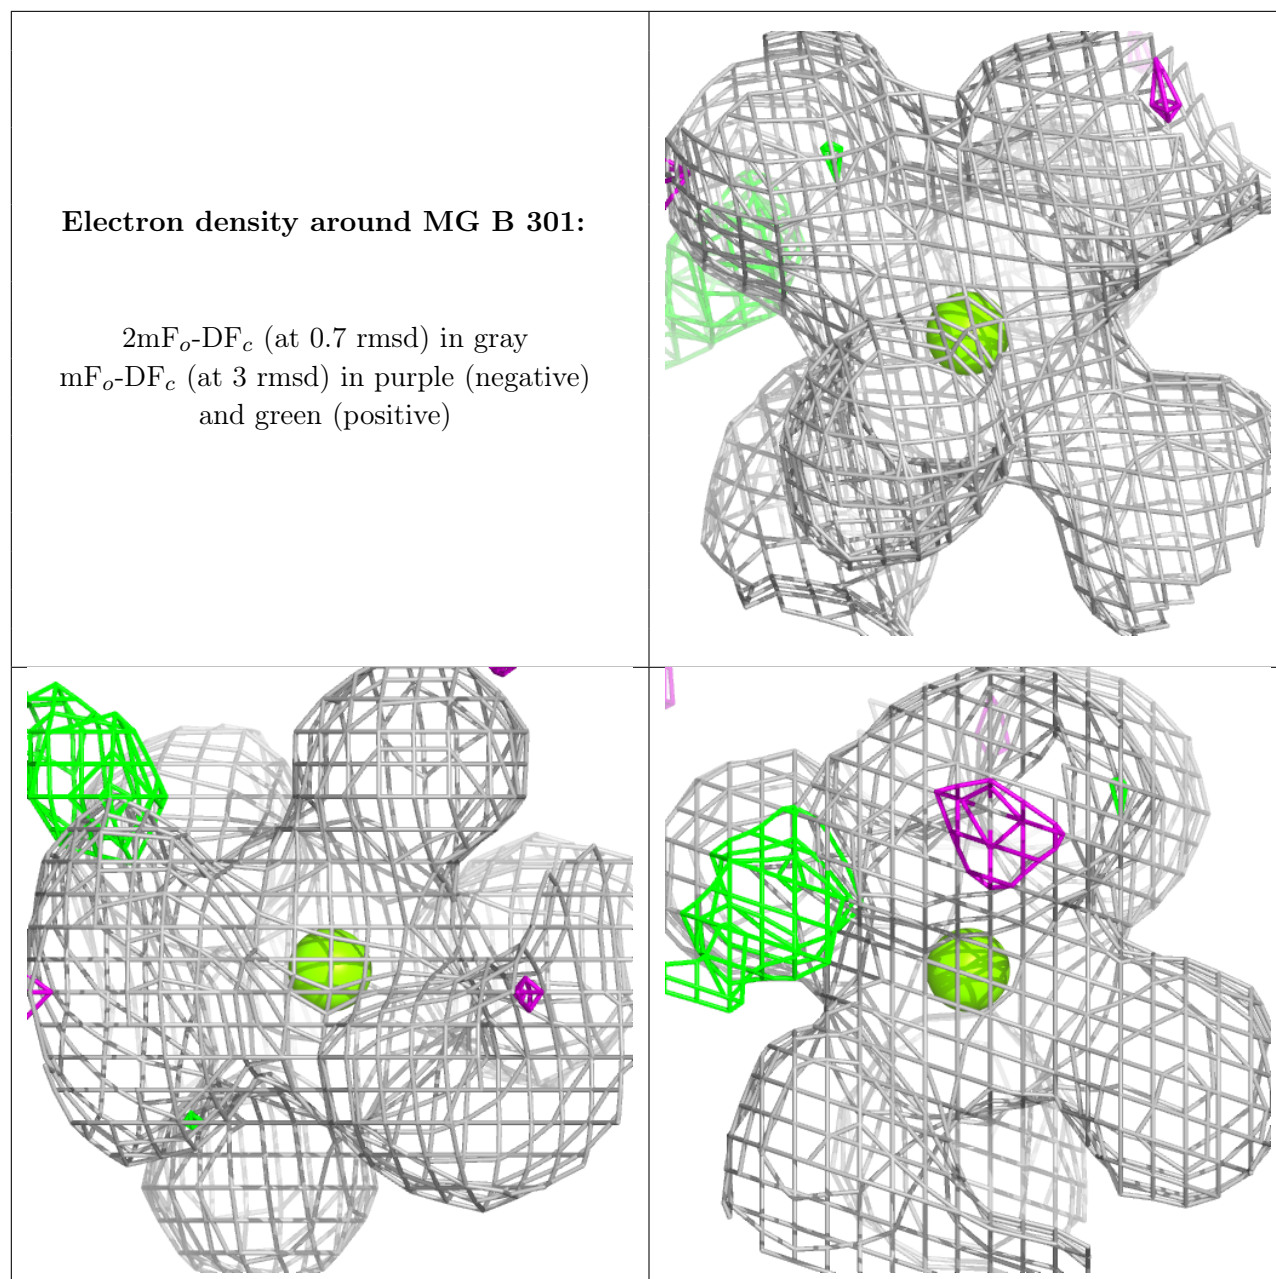 Electron density around MG B 301:
2mFo-DFc (at 0.7 rmsd) in gray
mFo-DFc (at 3 rmsd) in purple (negative)
and green (positive)